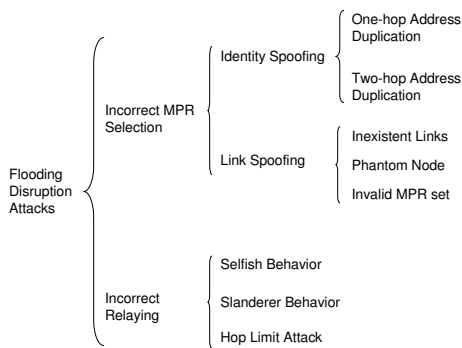 Flooding
Disruption
Attacks
Incorrect MPR
Selection
Identity Spoofing
One-hop Address
Duplication
Two-hop Address
Duplication
Link Spoofing
Inexistent Links
Phantom Node
Invalid MPR set
Incorrect
Relaying
Selfish Behavior
Slanderer Behavior
Hop Limit Attack